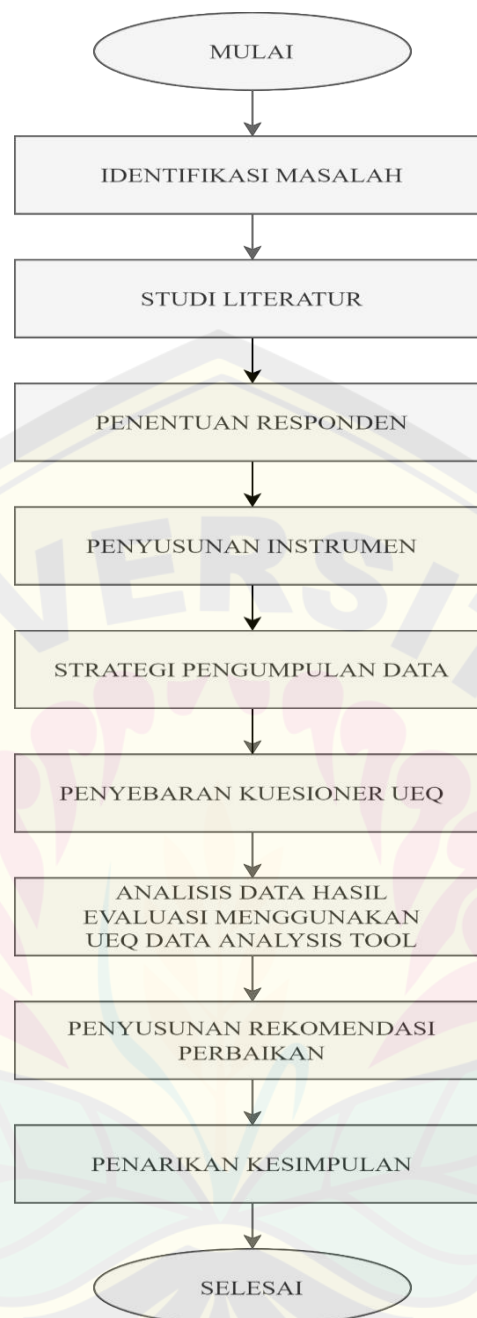 MULAI
IDENTIFIKASI MASALAH
STUDI LITERATUR
PENENTUAN RESPONDEN
VERSI
PENYUSUNAN INSTRUMEN
STRATEGI PENGUMPULAN DATA
PENYEBARAN KUESIONER UEQ
ANALISIS DATA HASIL
EVALUASI MENGGUNAKAN
UEQ DATA ANALYSIS TOOL
PENYUSUNAN REKOMENDASI
PERBAIKAN
PENARIKAN KESIMPULAN
SELESAI